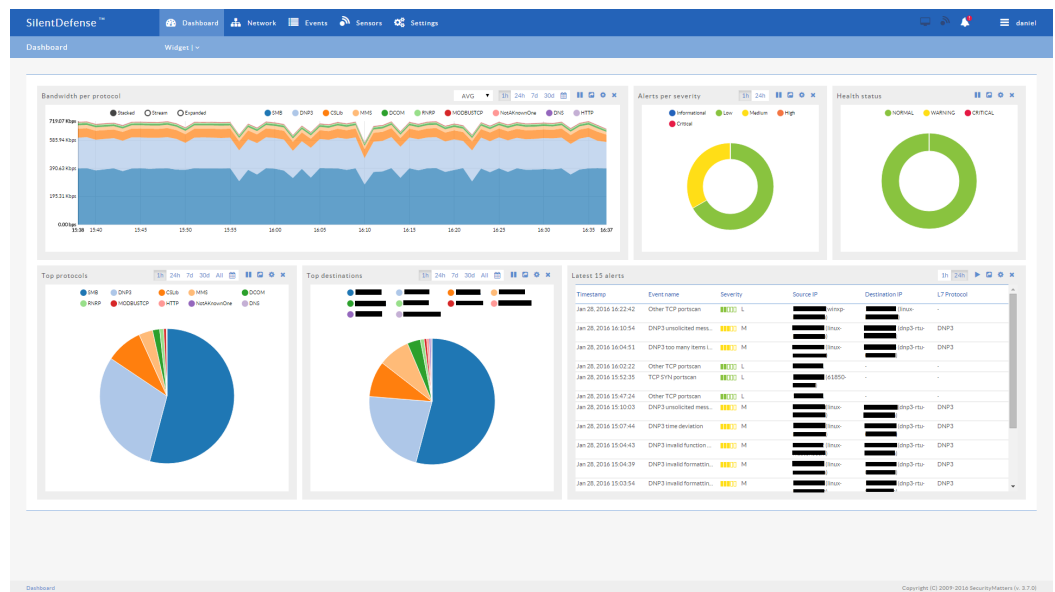 SilentDefense ™ Dashboard Network Events Sensors Settings daniel
Dashboard Widget | ~
Bandwidth per protocol AVG 1h 24h 7d 30d
Stacked Stream Expanded SMB DNP3 CSLib MMS DCOM RNRP MODBUSTCP NotAKnownOne DNS HTTP
719.07 Kbps
585.94 Kbps
390.63 Kbps
195.31 Kbps
0.00 bps
15:38 15:40 15:45 15:50 15:55 16:00 16:05 16:10 16:15 16:20 16:25 16:30 16:35 16:37
Alerts per severity 1h 24h
Informational Low Medium High
Critical
Health status
NORMAL WARNING CRITICAL
Top protocols 1h 24h 7d 30d All
SMB DNP3 CSLib MMS DCOM
RNRP MODBUSTCP HTTP NotAKnownOne DNS
Top destinations 1h 24h 7d 30d All
Latest 15 alerts 1h 24h
Timestamp Event name Severity Source IP Destination IP L7 Protocol
Jan 28, 2016 16:22:42 Other TCP portscan L (winxp- (linux- -
)
Jan 28, 2016 16:10:54 DNP3 unsolicited mess... M (linux- (dnp3-rtu- DNP3
)
Jan 28, 2016 16:04:51 DNP3 too many items i... M (linux- (dnp3-rtu- DNP3
)
Jan 28, 2016 16:02:22 Other TCP portscan L - -
Jan 28, 2016 15:52:35 TCP SYN portscan L (61850- - -
)
Jan 28, 2016 15:47:24 Other TCP portscan L - -
Jan 28, 2016 15:10:03 DNP3 unsolicited mess... M (linux- (dnp3-rtu- DNP3
)
Jan 28, 2016 15:07:44 DNP3 time deviation M (linux- (dnp3-rtu- DNP3
)
Jan 28, 2016 15:04:43 DNP3 invalid function ... M (linux- (dnp3-rtu- DNP3
)
Jan 28, 2016 15:04:39 DNP3 invalid formattin... M (linux- (dnp3-rtu- DNP3
)
Jan 28, 2016 15:03:54 DNP3 invalid formattin... M (linux- (dnp3-rtu- DNP3
)
Dashboard Copyright (C) 2009-2016 SecurityMatters (v. 3.7.0)